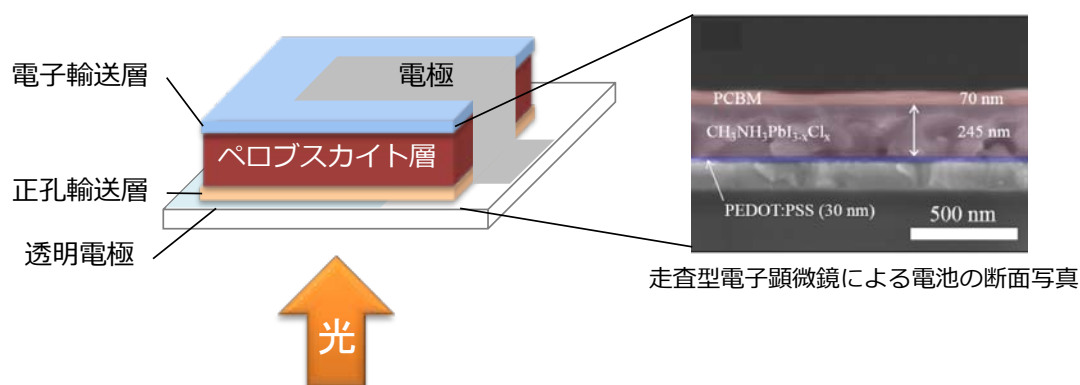 電子輸送層
電極
ペロブスカイト層
正孔輸送層
透明電極
光
PCBM
70 nm
CH₃NH₃PbI₃₋ₓClₓ
245 nm
PEDOT:PSS (30 nm)
500 nm
走査型電子顕微鏡による電池の断面写真